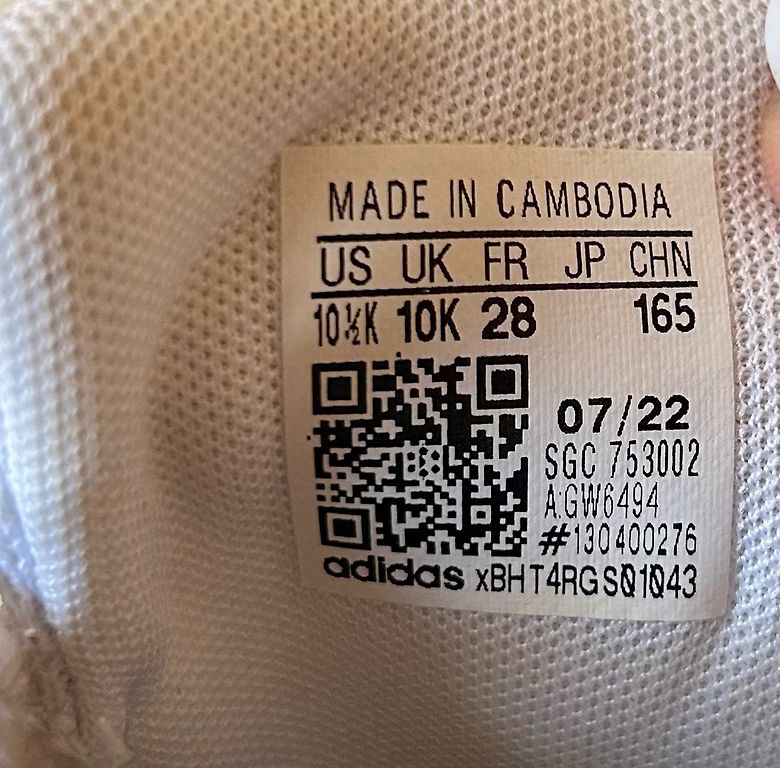 MADE IN CAMBODIA
US UK FR JP CHN
10½K 10K 28 165
07/22
SGC 753002
A:GW6494
#130400276
adidas xBHT4RGS01043